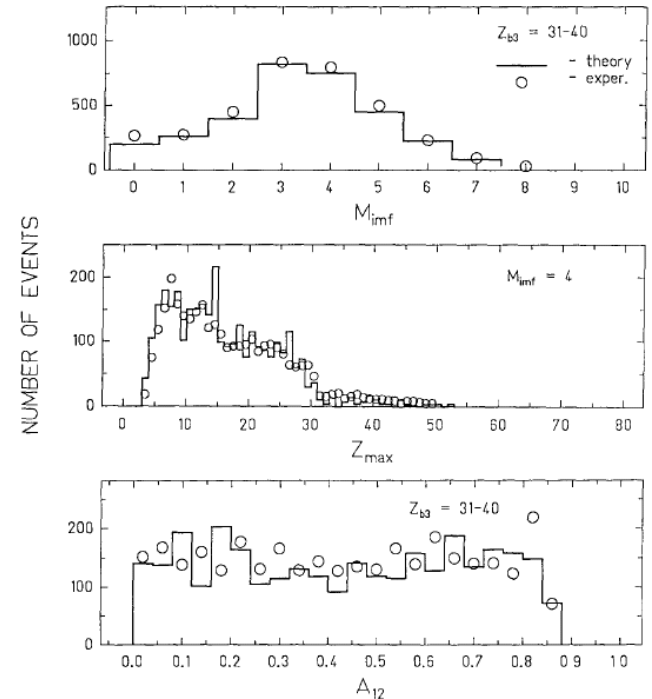 1000
500
0
Z_b3 = 31-40
- theory
- exper.
0 1 2 3 4 5 6 7 8 9 10
M_imf
NUMBER OF EVENTS
200
100
0
M_imf = 4
0 10 20 30 40 50 60 70 80
Z_max
200
100
0
Z_b3 = 31-40
0.0 0.1 0.2 0.3 0.4 0.5 0.6 0.7 0.8 0 9 1.0
A_12